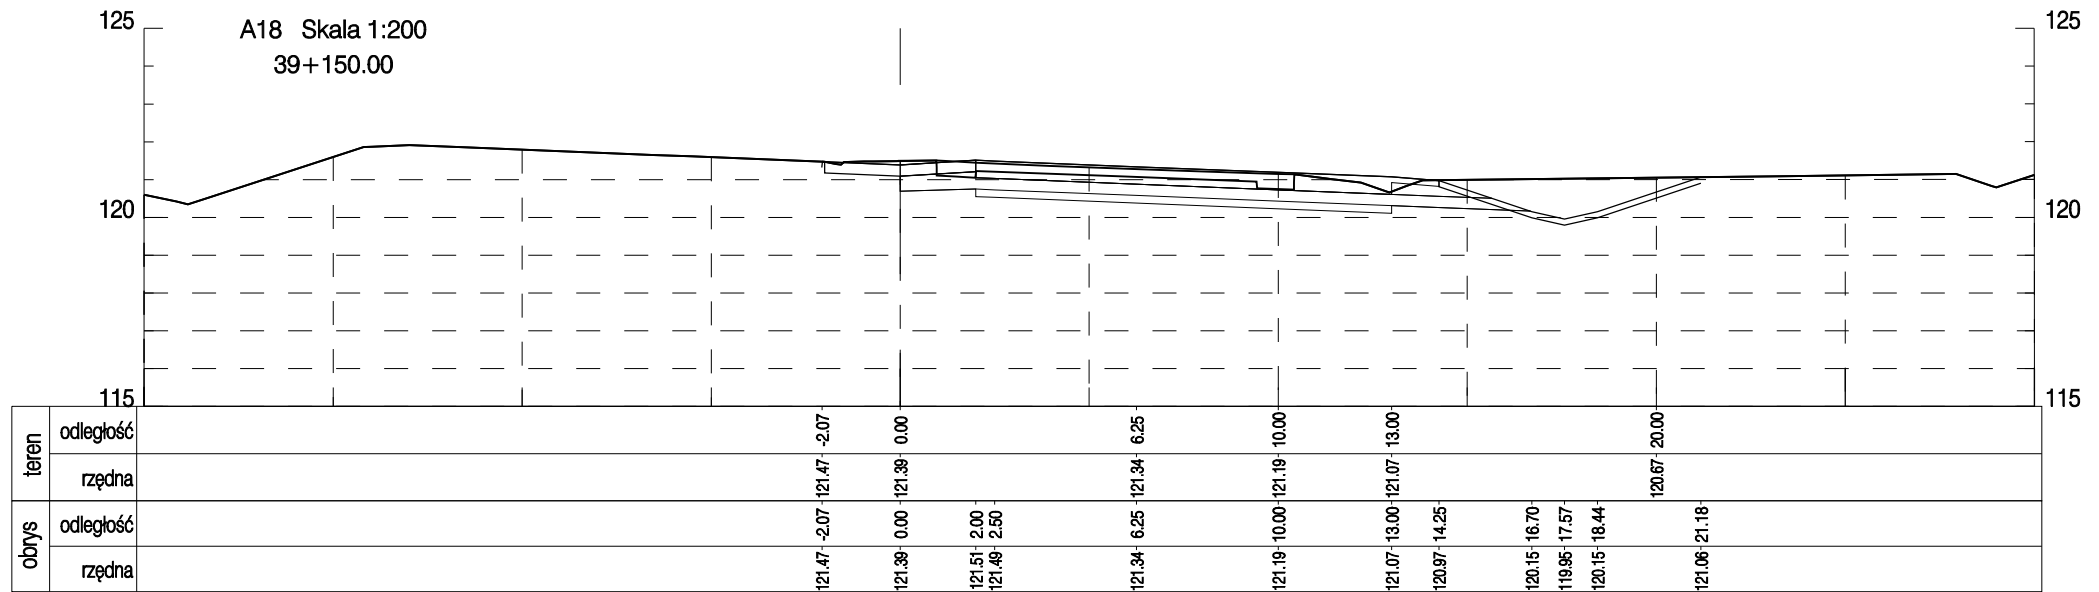 125 A18 Skala 1:200 125
39+150.00
120 120
115 115
teren
odległość -2.07 0.00 6.25 10.00 13.00 20.00
rzędna 121.47 121.39 121.34 121.19 121.07 120.67
obrys
odległość -2.07 0.00 2.00 2.50 6.25 10.00 13.00 14.25 16.70 17.57 18.44 21.18
rzędna 121.47 121.39 121.51 121.49 121.34 121.19 121.07 120.97 120.15 119.95 120.15 121.06